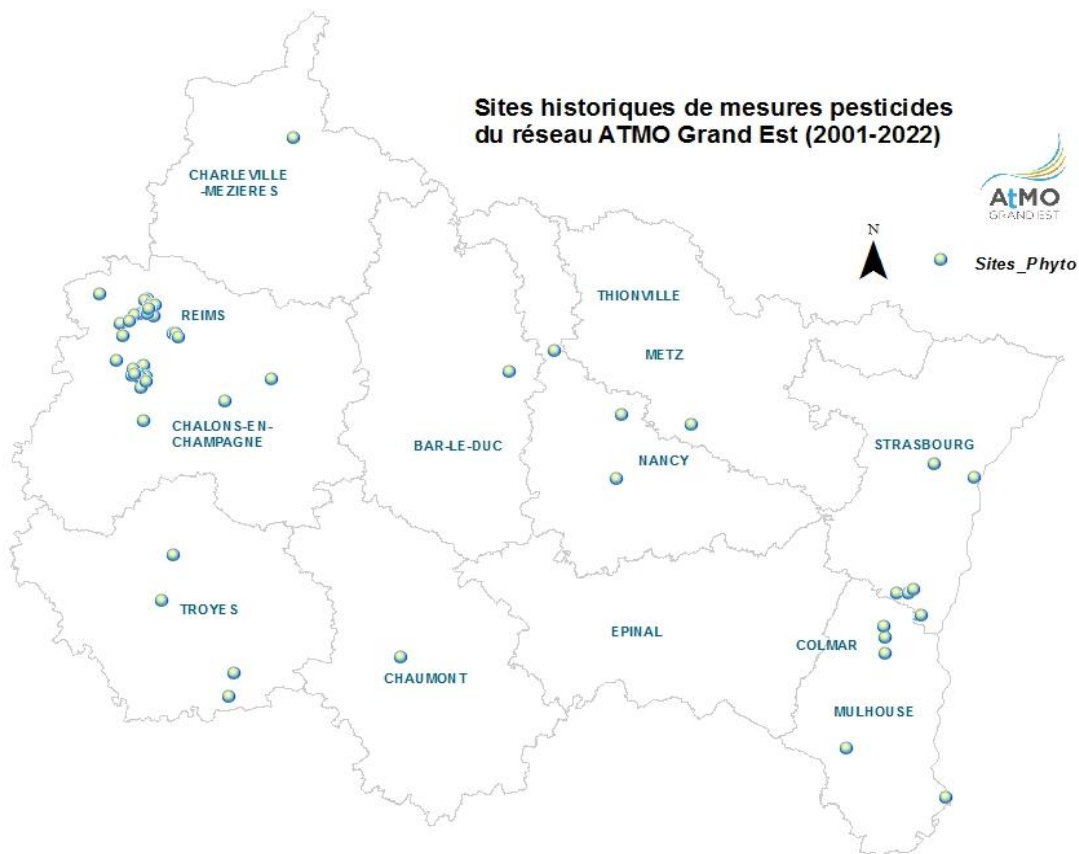 Sites historiques de mesures pesticides
du réseau ATMO Grand Est (2001-2022)
AtMO
GRAND EST
N
Sites_Phyto
CHARLEVILLE
-MEZIERES
THIONVILLE
REIMS
METZ
CHALONS-EN-
CHAMPAGNE
BAR-LE-DUC
NANCY
STRASBOURG
TROYES
EPINAL
COLMAR
CHAUMONT
MULHOUSE